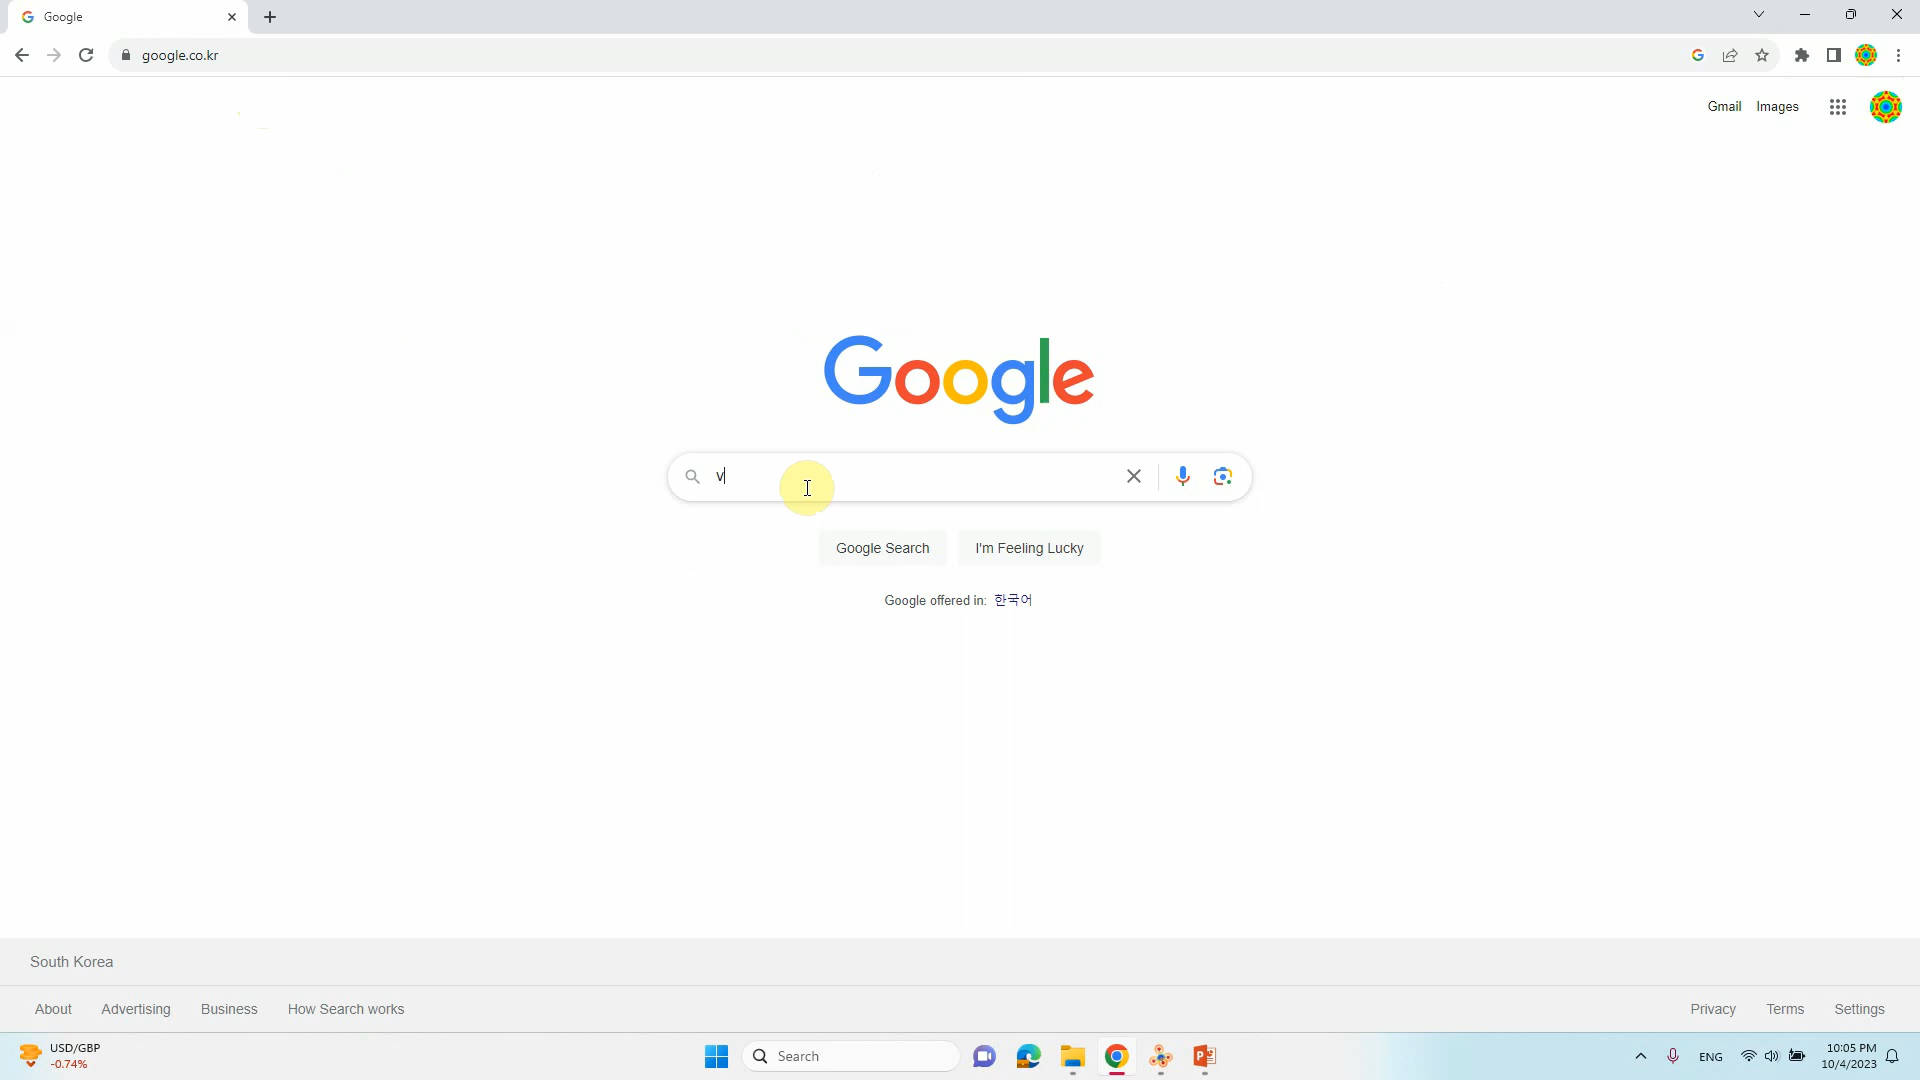 Google
google.co.kr
Gmail Images
Google
v
Google Search I'm Feeling Lucky
Google offered in: 한국어
South Korea
About Advertising Business How Search works
Privacy Terms Settings
USD/GBP
-0.74%
Search
ENG
10:05 PM
10/4/2023